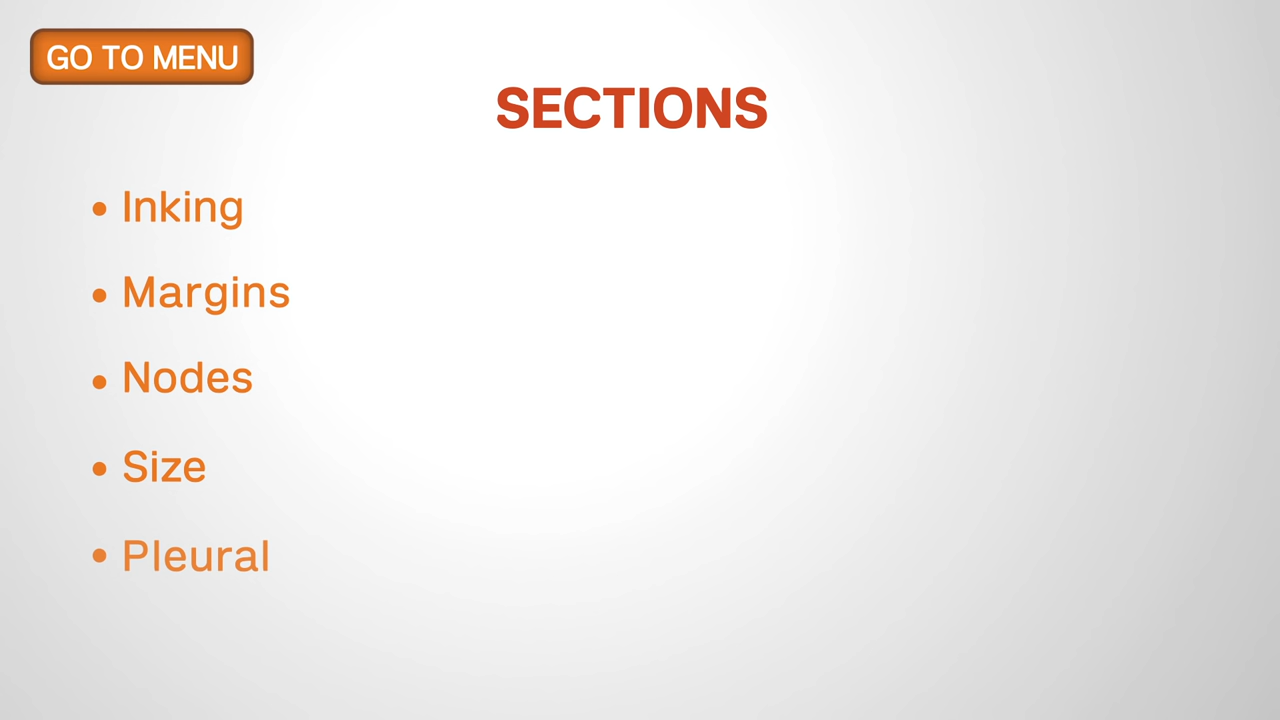 GO TO MENU
SECTIONS
• Inking
• Margins
• Nodes
• Size
• Pleural